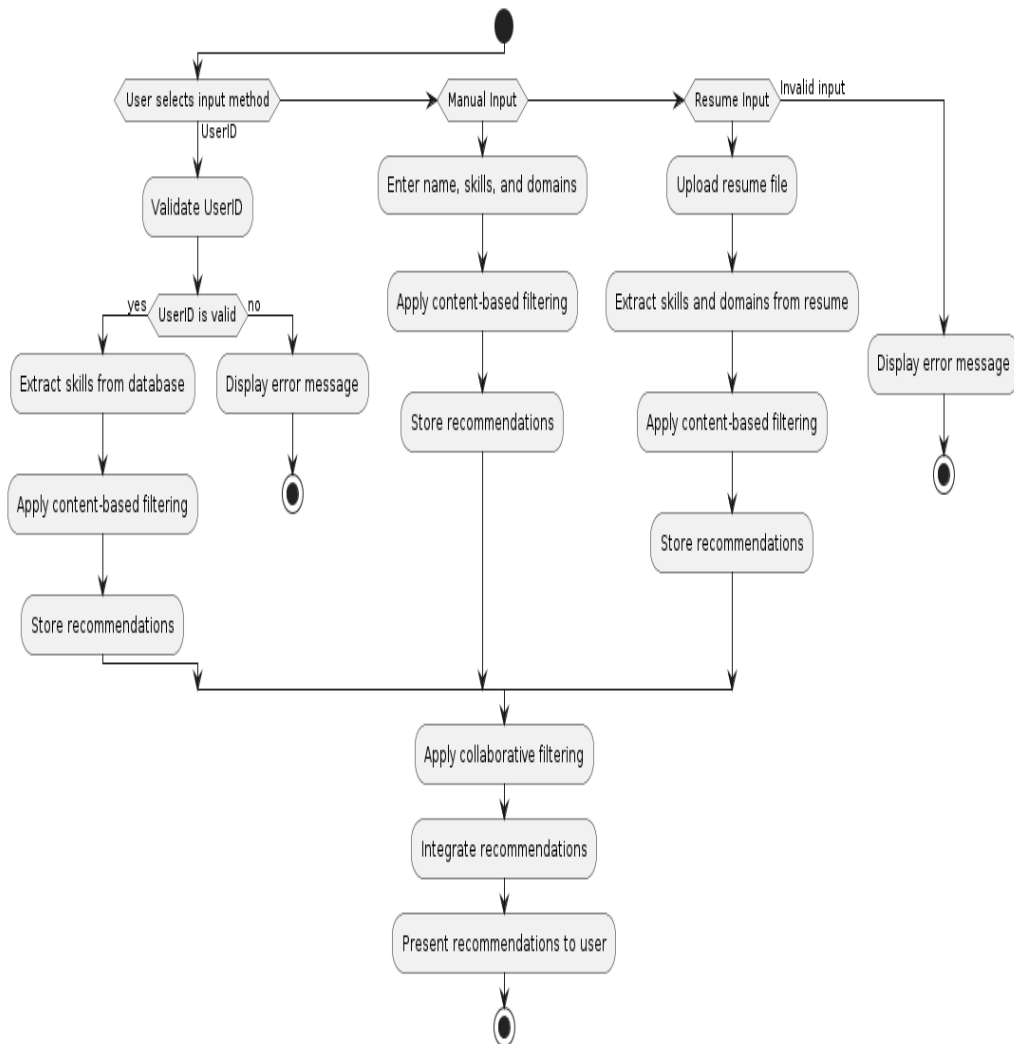 User selects input method
UserID
Manual Input
Resume Input
Invalid input
Validate UserID
Enter name, skills, and domains
Upload resume file
yes
UserID is valid
no
Apply content-based filtering
Extract skills and domains from resume
Extract skills from database
Display error message
Display error message
Store recommendations
Apply content-based filtering
Apply content-based filtering
Store recommendations
Store recommendations
Apply collaborative filtering
Integrate recommendations
Present recommendations to user